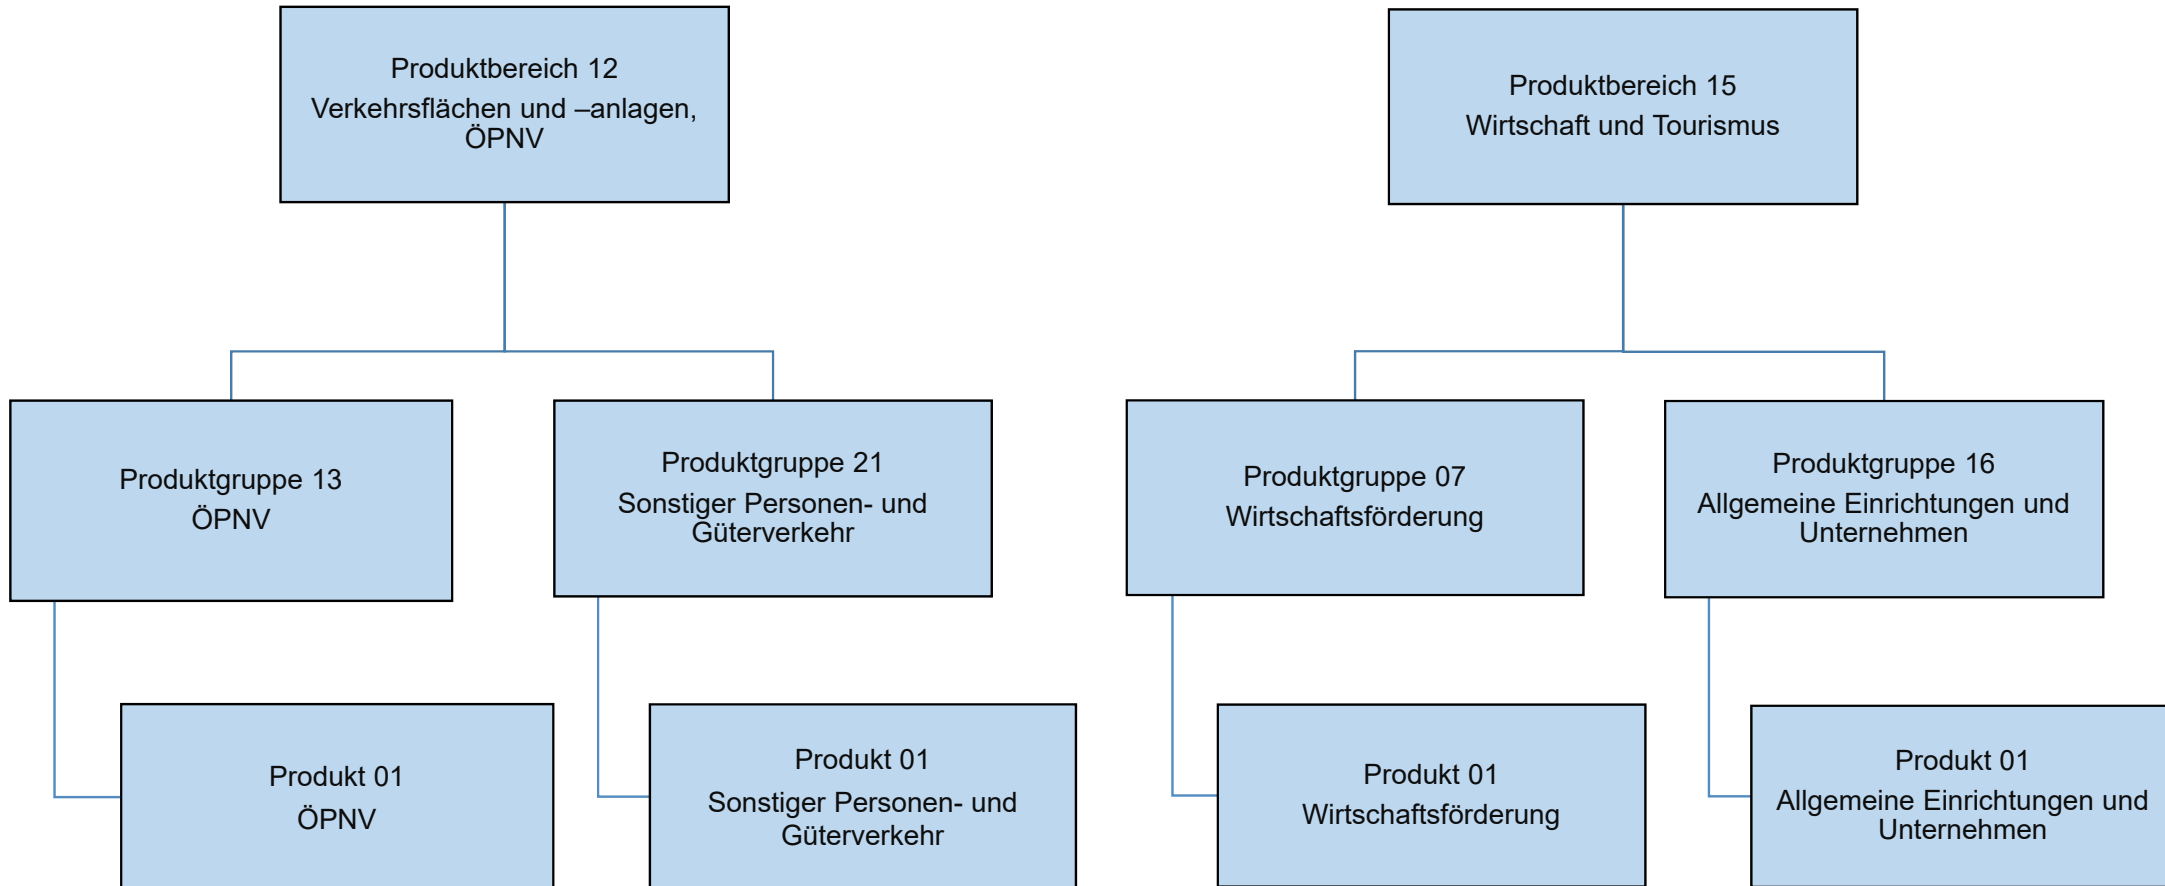 Produktbereich 12
Verkehrsflächen und –anlagen,
ÖPNV
Produktbereich 15
Wirtschaft und Tourismus
Produktgruppe 13
ÖPNV
Produktgruppe 21
Sonstiger Personen- und
Güterverkehr
Produktgruppe 07
Wirtschaftsförderung
Produktgruppe 16
Allgemeine Einrichtungen und
Unternehmen
Produkt 01
ÖPNV
Produkt 01
Sonstiger Personen- und
Güterverkehr
Produkt 01
Wirtschaftsförderung
Produkt 01
Allgemeine Einrichtungen und
Unternehmen